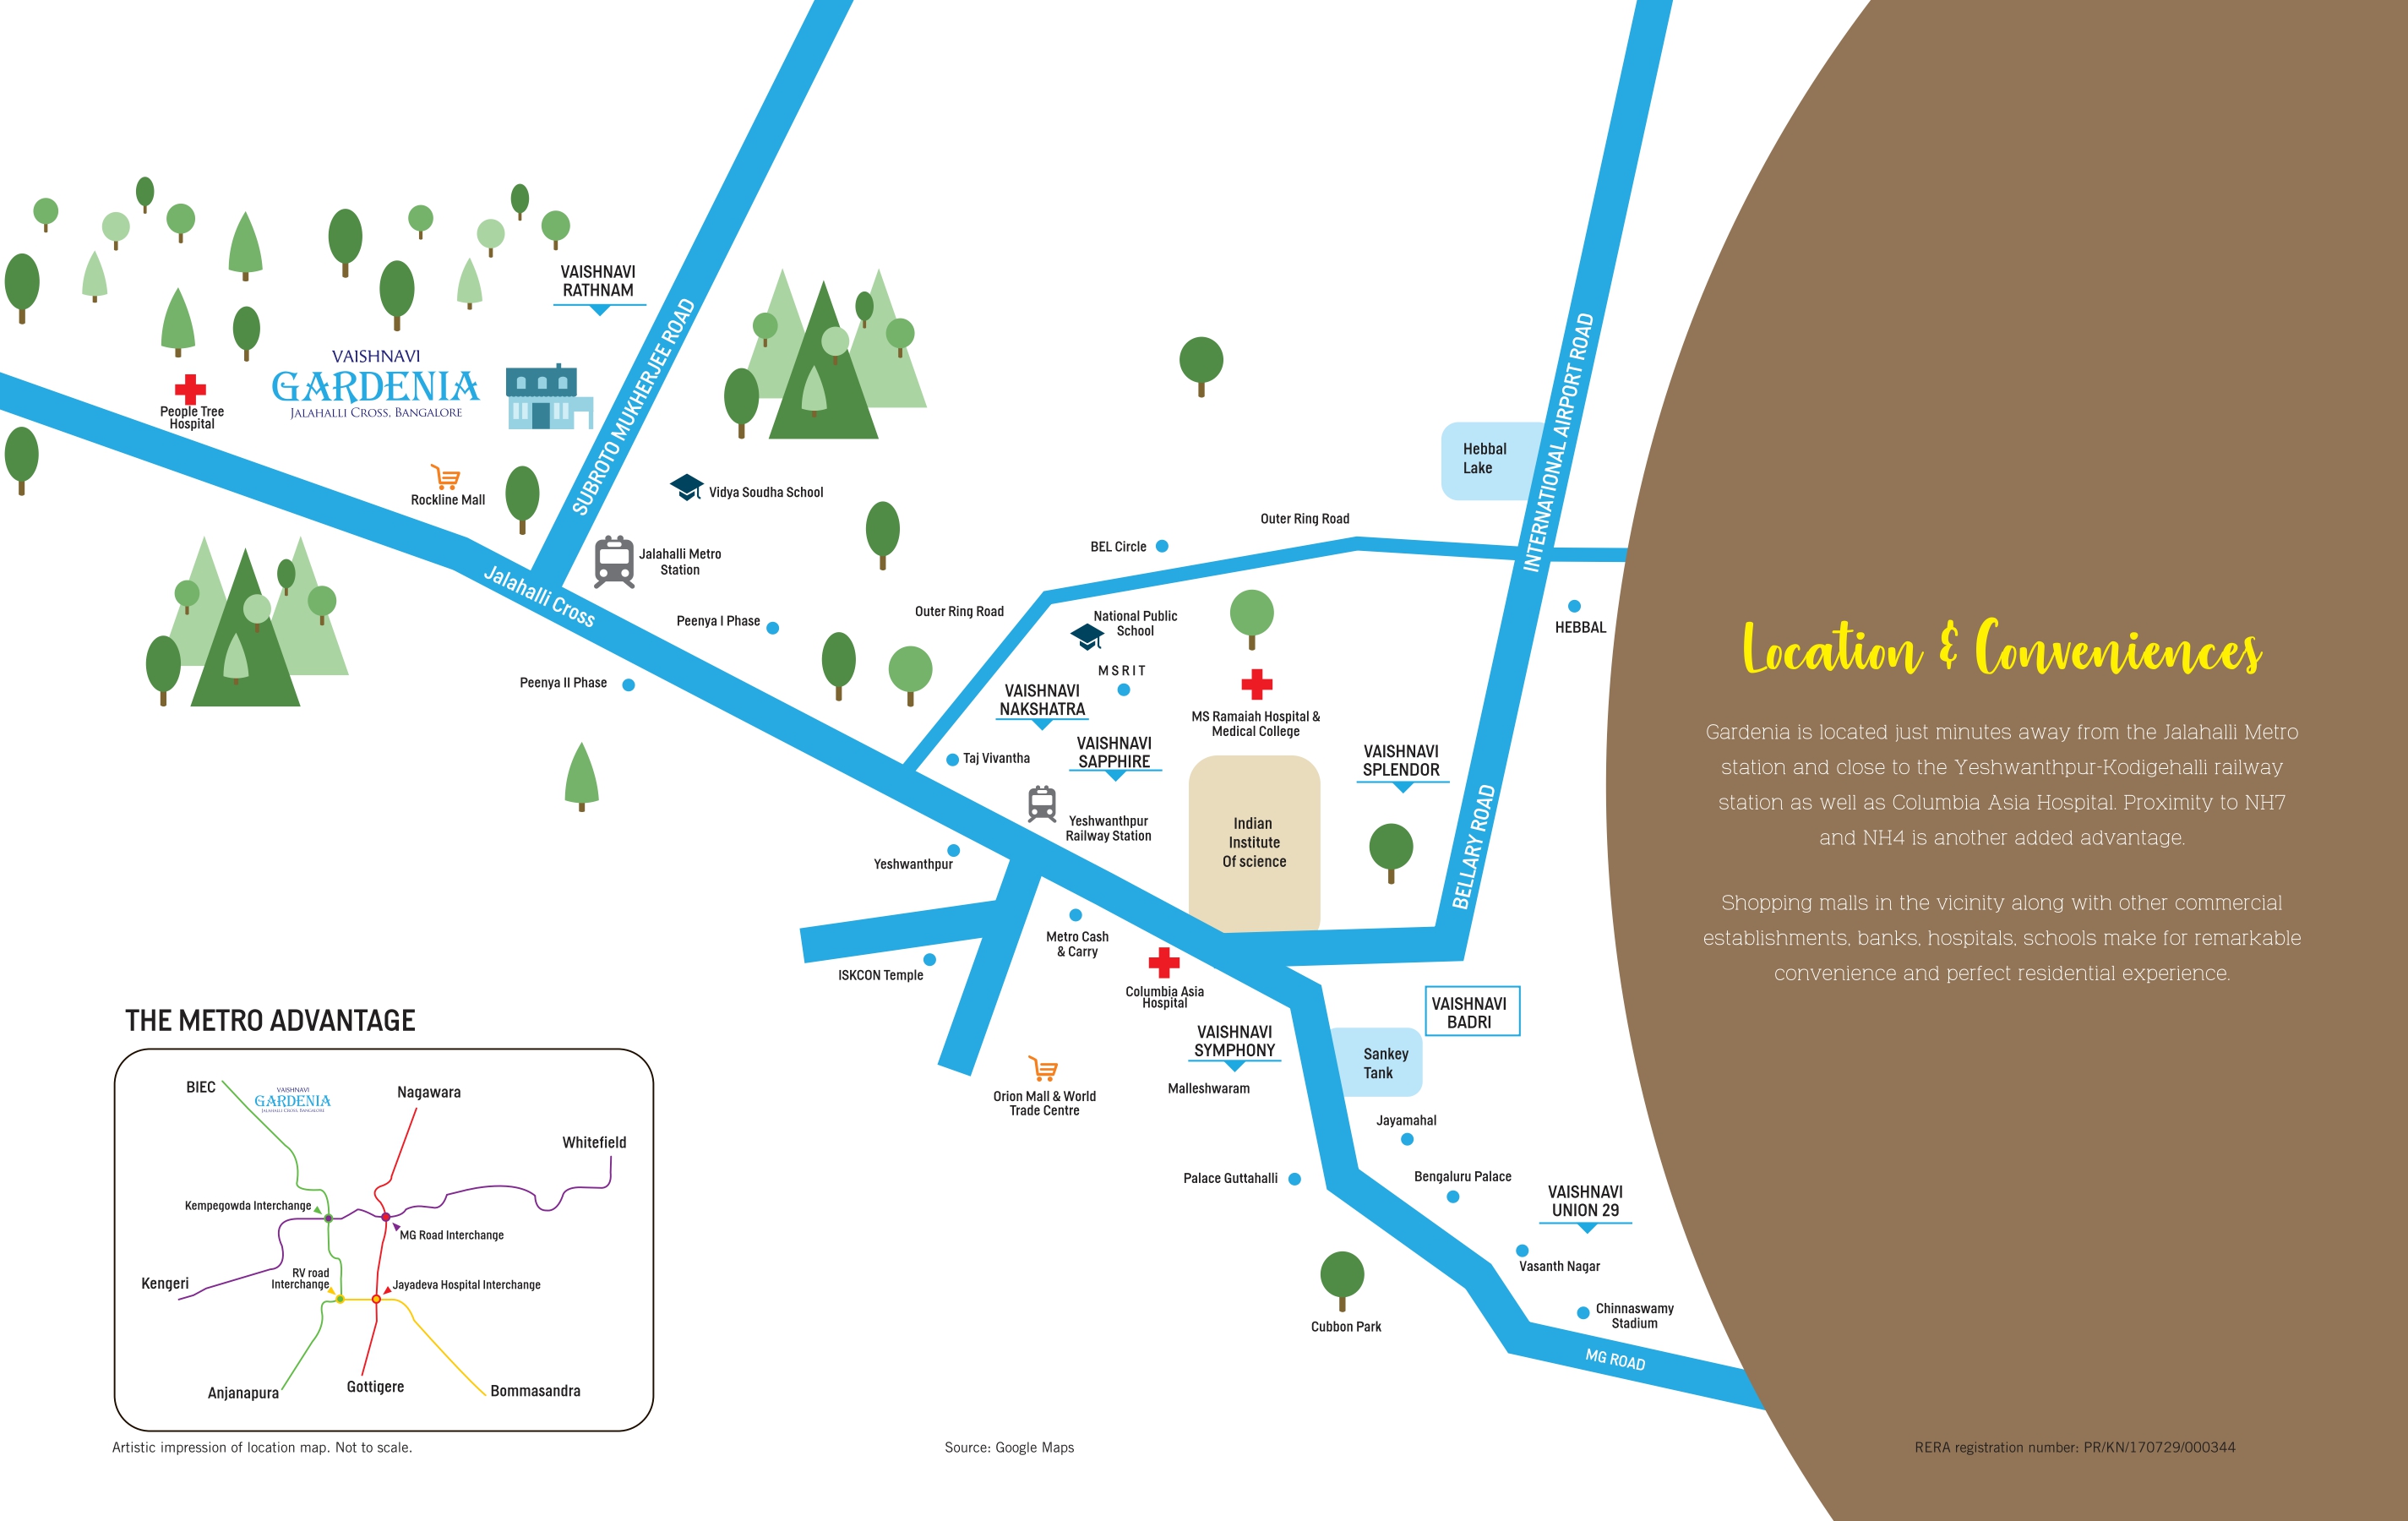 VAISHNAVI
RATHNAM
SUBROTO MUKHERJEE ROAD
VAISHNAVI
GARDENIA
JALAHALLI CROSS, BANGALORE
People Tree
Hospital
Rockline Mall
Vidya Soudha School
Jalahalli Metro
Station
Jalahalli Cross
Peenya I Phase
Peenya II Phase
Outer Ring Road
BEL Circle
Outer Ring Road
Hebbal
Lake
INTERNATIONAL AIRPORT ROAD
HEBBAL
National Public
School
M S R I T
VAISHNAVI
NAKSHATRA
MS Ramaiah Hospital &
Medical College
VAISHNAVI
SAPPHIRE
Taj Vivantha
VAISHNAVI
SPLENDOR
Yeshwanthpur
Railway Station
Indian
Institute
Of science
BELLARY ROAD
Yeshwanthpur
Metro Cash
& Carry
ISKCON Temple
Columbia Asia
Hospital
VAISHNAVI
BADRI
VAISHNAVI
SYMPHONY
Sankey
Tank
Malleshwaram
Orion Mall & World
Trade Centre
Jayamahal
Palace Guttahalli
Bengaluru Palace
VAISHNAVI
UNION 29
Vasanth Nagar
Cubbon Park
Chinnaswamy
Stadium
MG ROAD
Location & Conveniences
Gardenia is located just minutes away from the Jalahalli Metro
station and close to the Yeshwanthpur-Kodigehalli railway
station as well as Columbia Asia Hospital. Proximity to NH7
and NH4 is another added advantage.
Shopping malls in the vicinity along with other commercial
establishments, banks, hospitals, schools make for remarkable
convenience and perfect residential experience.
THE METRO ADVANTAGE
BIEC
VAISHNAVI
GARDENIA
JALAHALLI CROSS, BANGALORE
Nagawara
Whitefield
Kempegowda Interchange
MG Road Interchange
Kengeri
RV road
Interchange
Jayadeva Hospital Interchange
Anjanapura
Gottigere
Bommasandra
Artistic impression of location map. Not to scale.
Source: Google Maps
RERA registration number: PR/KN/170729/000344